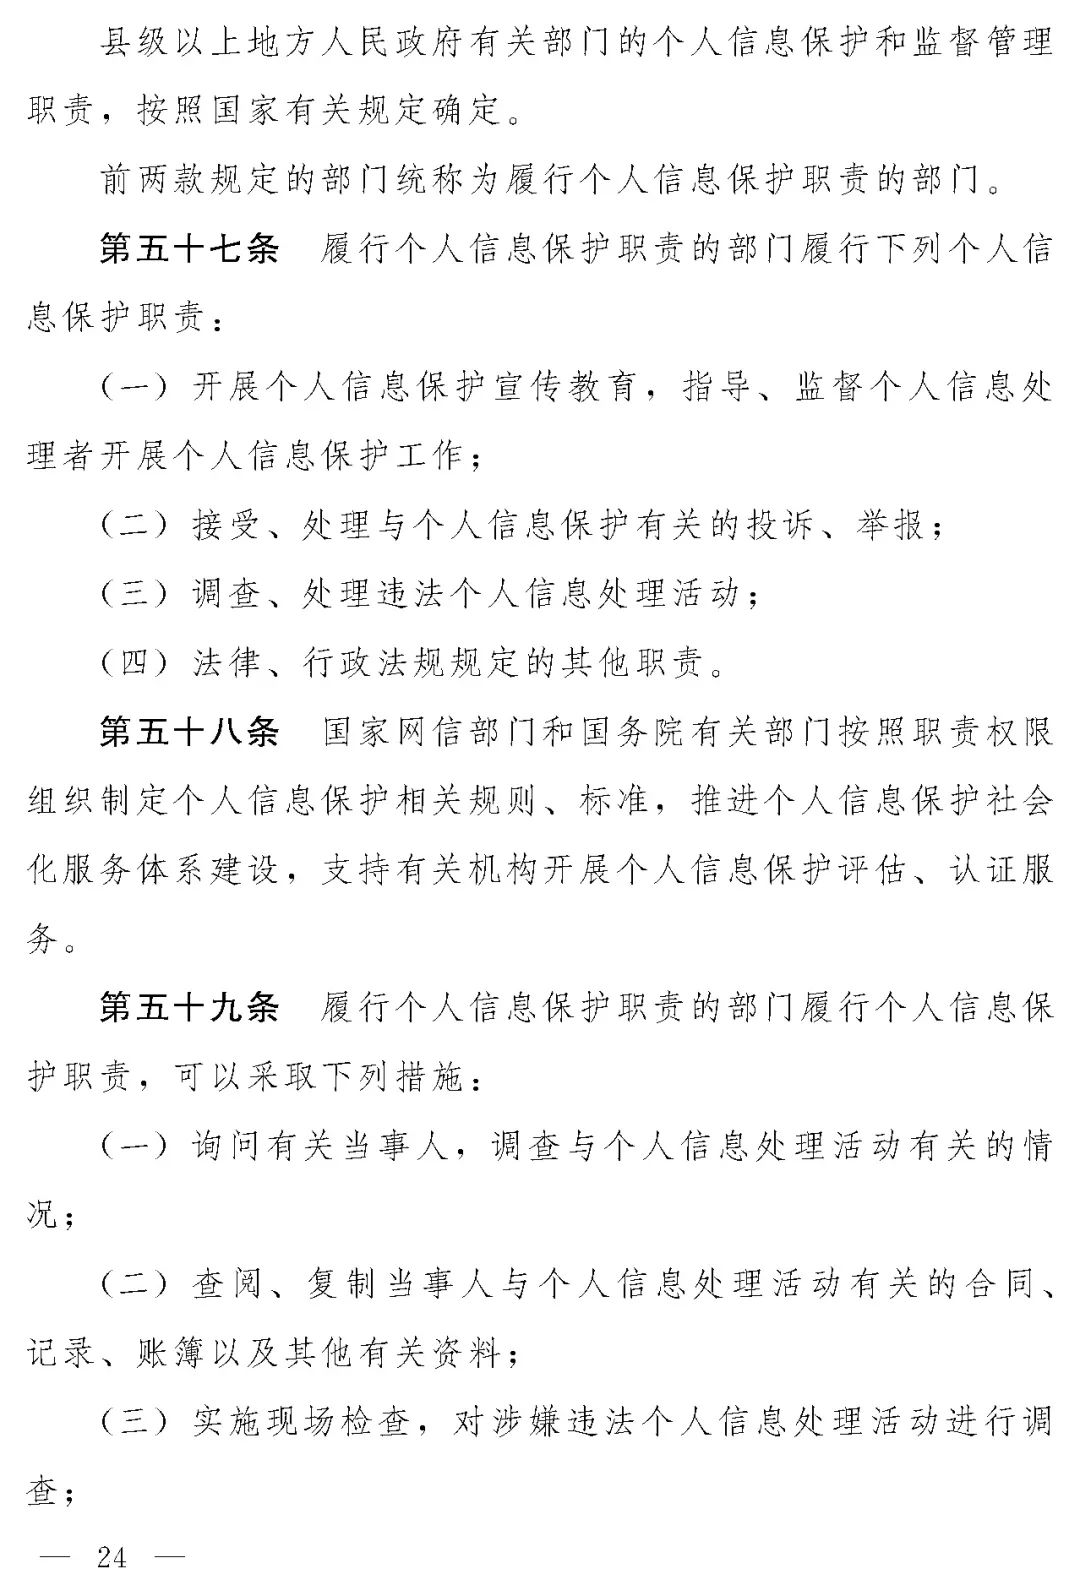 县级以上地方人民政府有关部门的个人信息保护和监督管理
职责，按照国家有关规定确定。
前两款规定的部门统称为履行个人信息保护职责的部门。
第五十七条　履行个人信息保护职责的部门履行下列个人信
息保护职责：
（一）开展个人信息保护宣传教育，指导、监督个人信息处
理者开展个人信息保护工作；
（二）接受、处理与个人信息保护有关的投诉、举报；
（三）调查、处理违法个人信息处理活动；
（四）法律、行政法规规定的其他职责。
第五十八条　国家网信部门和国务院有关部门按照职责权限
组织制定个人信息保护相关规则、标准，推进个人信息保护社会
化服务体系建设，支持有关机构开展个人信息保护评估、认证服
务。
第五十九条　履行个人信息保护职责的部门履行个人信息保
护职责，可以采取下列措施：
（一）询问有关当事人，调查与个人信息处理活动有关的情
况；
（二）查阅、复制当事人与个人信息处理活动有关的合同、
记录、账簿以及其他有关资料；
（三）实施现场检查，对涉嫌违法个人信息处理活动进行调
查；
— 24 —